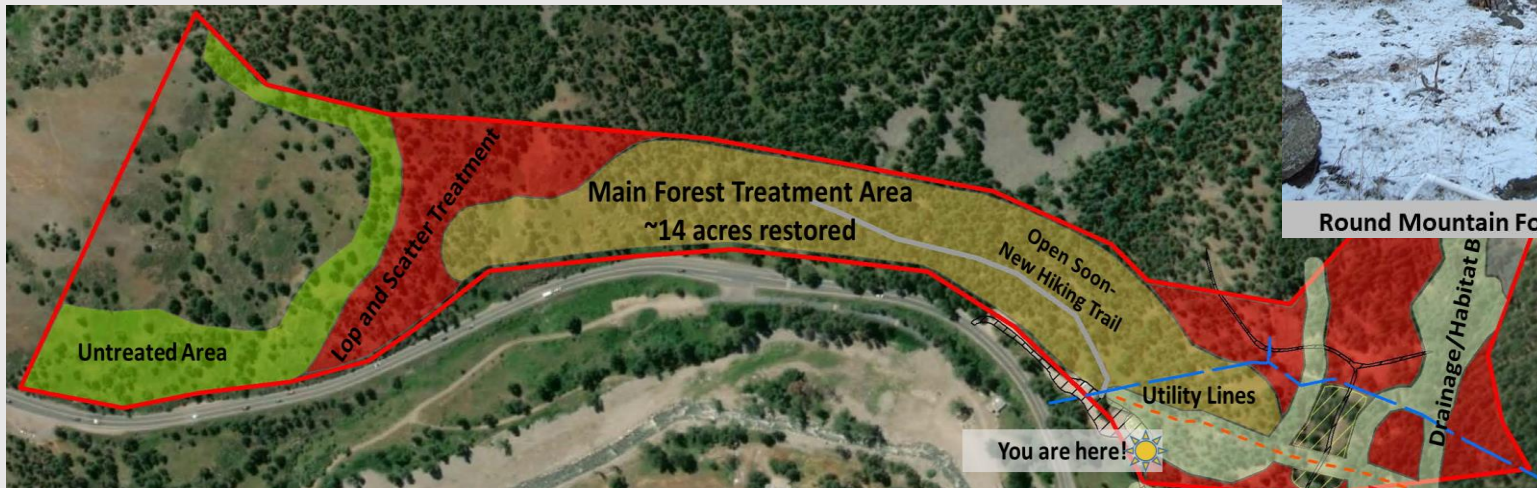 Round Mountain
Main Forest Treatment Area
~14 acres restored
Lop and Scatter Treatment
Open Soon-
New Hiking Trail
Untreated Area
Utility Lines
Drainage/Habitat
You are here!